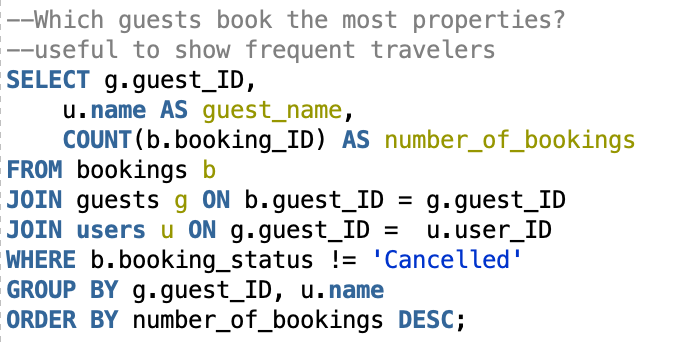 --Which guests book the most properties?
--useful to show frequent travelers
SELECT g.guest_ID,
    u.name AS guest_name,
    COUNT(b.booking_ID) AS number_of_bookings
FROM bookings b
JOIN guests g ON b.guest_ID = g.guest_ID
JOIN users u ON g.guest_ID =  u.user_ID
WHERE b.booking_status != 'Cancelled'
GROUP BY g.guest_ID, u.name
ORDER BY number_of_bookings DESC;